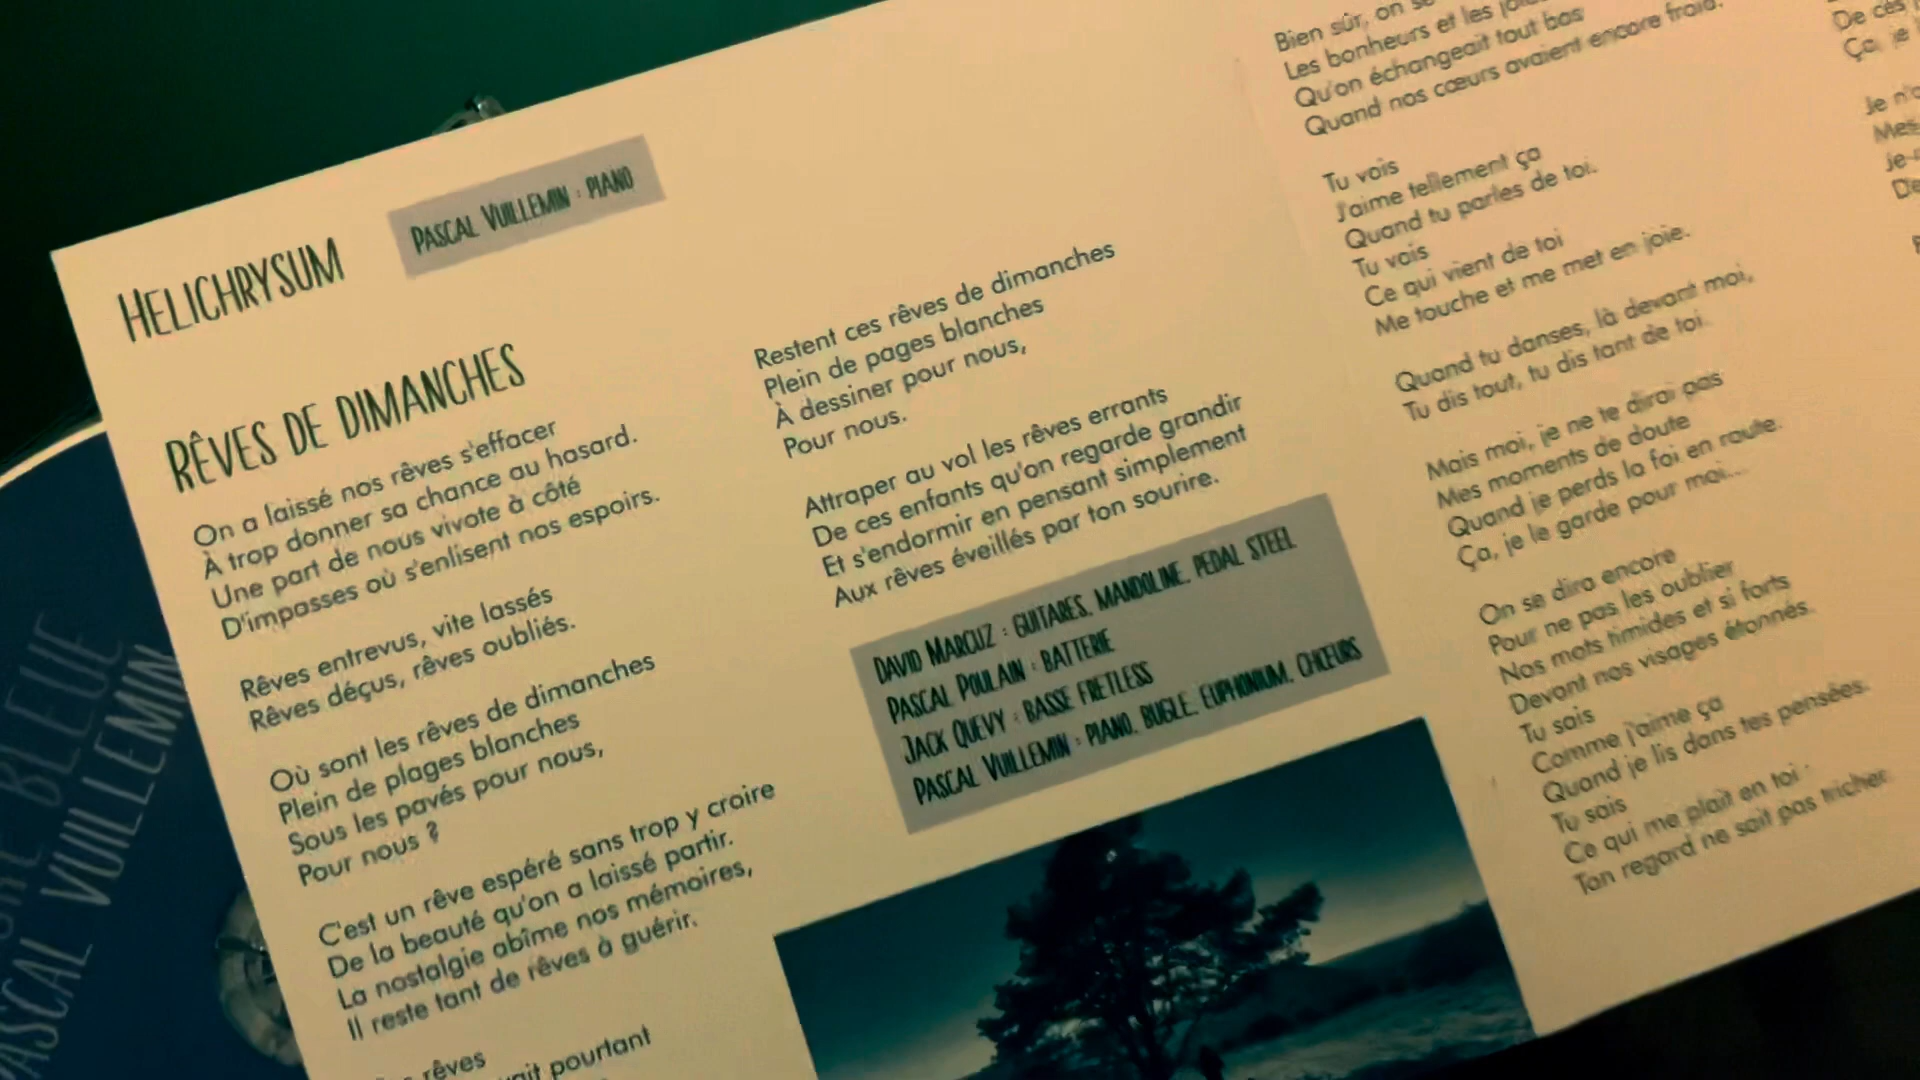 HELICHRYSUM
PASCAL VUILLEMIN : PIANO
RÊVES DE DIMANCHES
On a laissé nos rêves s'effacer
À trop donner sa chance au hasard.
Une part de nous vivote à côté
D'impasses où s'enlisent nos espoirs.
Rêves entrevus, vite lassés
Rêves déçus, rêves oubliés.
Où sont les rêves de dimanches
Plein de plages blanches
Sous les pavés pour nous,
Pour nous ?
C'est un rêve espéré sans trop y croire
De la beauté qu'on a laissé partir.
La nostalgie abîme nos mémoires,
Il reste tant de rêves à guérir.
rêves
pourtant
Restent ces rêves de dimanches
Plein de pages blanches
À dessiner pour nous,
Pour nous.
Attraper au vol les rêves errants
De ces enfants qu'on regarde grandir
Et s'endormir en pensant simplement
Aux rêves éveillés par ton sourire.
DAVID MARCUZ : GUITARES, MANDOLINE, PEDAL STEEL
PASCAL POULAIN : BATTERIE
JACK QUEVY : BASSE FRETLESS
PASCAL VUILLEMIN : PIANO, BUGLE, EUPHONIUM, CHŒURS
Bien sûr, on se
Les bonheurs et les
Qu'on échangeait tout bas
Quand nos cœurs avaient encore froid.
Tu vois
J'aime tellement ça
Quand tu parles de toi.
Tu vois
Ce qui vient de toi
Me touche et me met en joie.
Quand tu danses, là devant moi,
Tu dis tout, tu dis tant de toi.
Mais moi, je ne te dirai pas
Mes moments de doute
Quand je perds la foi en route.
Ça, je le garde pour moi...
On se dira encore
Pour ne pas les oublier
Nos mots timides et si forts
Devant nos visages étonnés.
Tu sais
Comme j'aime ça
Quand je lis dans tes pensées.
Tu sais
Ce qui me plaît en toi :
Ton regard ne sait pas tricher.
De ces
Ça, je
Je
BLEUE
PASCAL VUILLEMIN